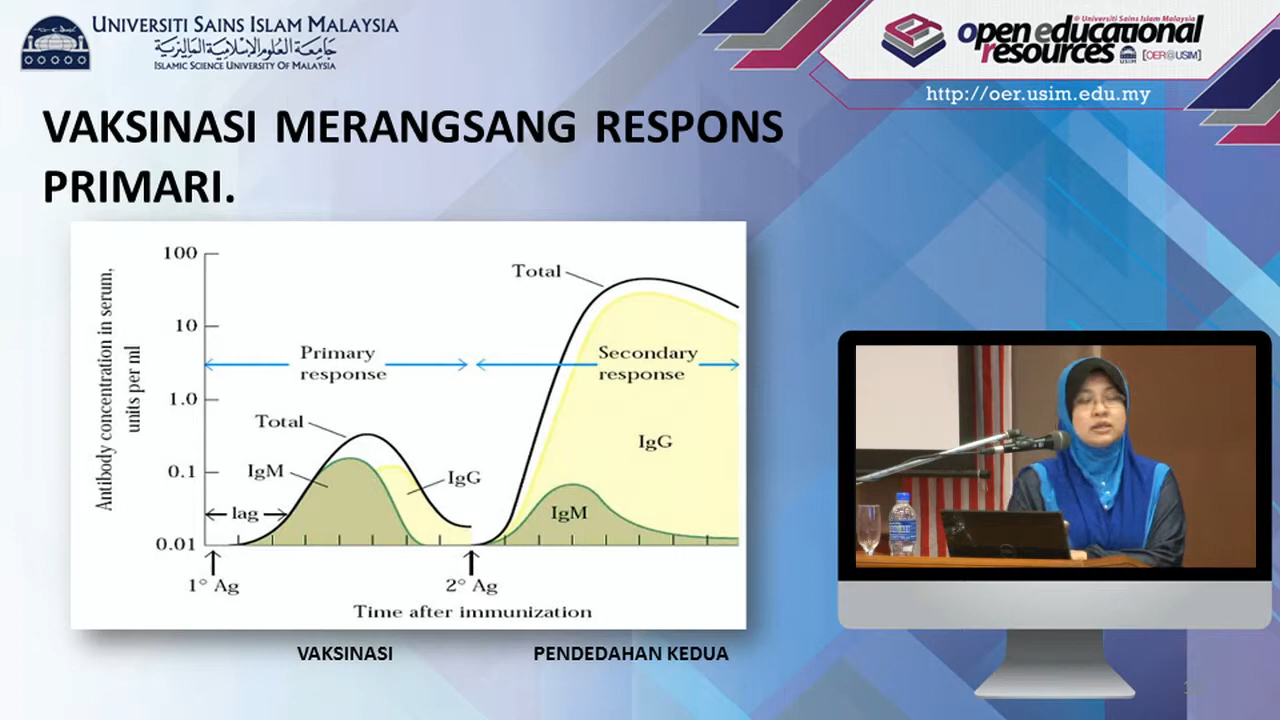 UNIVERSITI SAINS ISLAM MALAYSIA
جامعة العلوم الإسلامية الماليزية
ISLAMIC SCIENCE UNIVERSITY OF MALAYSIA
@ Universiti Sains Islam Malaysia
open educational
resources
USIM
[OER@USIM]
http://oer.usim.edu.my
VAKSINASI MERANGSANG RESPONS
PRIMARI.
Antibody concentration in serum,
units per ml
100
10
1.0
0.1
0.01
Total
Primary
response
Secondary
response
Total
IgM
IgG
IgG
lag
IgM
1° Ag
2° Ag
Time after immunization
VAKSINASI
PENDEDAHAN KEDUA